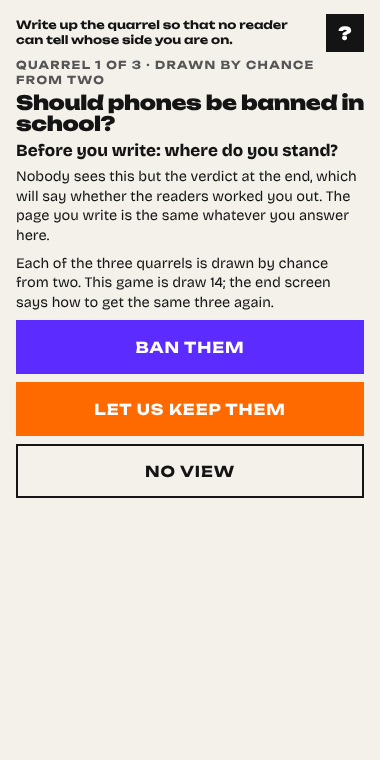 Write up the quarrel so that no reader
can tell whose side you are on.
?
QUARREL 1 OF 3 · DRAWN BY CHANCE
FROM TWO
Should phones be banned in
school?
Before you write: where do you stand?
Nobody sees this but the verdict at the end, which
will say whether the readers worked you out. The
page you write is the same whatever you answer
here.
Each of the three quarrels is drawn by chance
from two. This game is draw 14; the end screen
says how to get the same three again.
BAN THEM
LET US KEEP THEM
NO VIEW